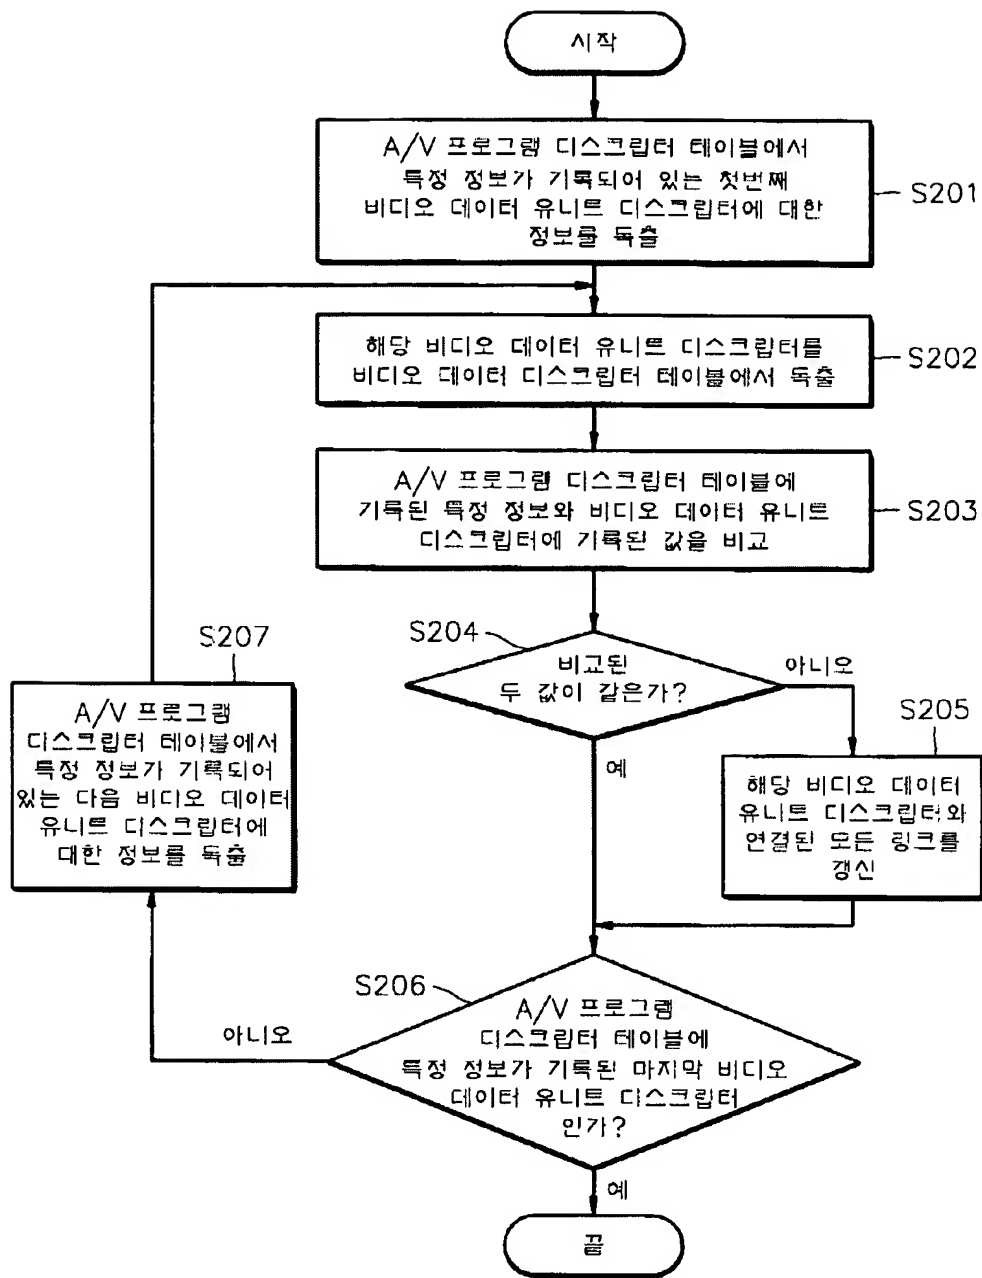 시작
A/V 프로그램 디스크립터 테이블에서
특정 정보가 기록되어 있는 첫번째
비디오 데이터 유니트 디스크립터에 대한
정보를 독출
S201
해당 비디오 데이터 유니트 디스크립터를
비디오 데이터 디스크립터 테이블에서 독출
S202
A/V 프로그램 디스크립터 테이블에
기록된 특정 정보와 비디오 데이터 유니트
디스크립터에 기록된 값을 비교
S203
S204
비교된
두 값이 같은가?
아니오
예
S205
해당 비디오 데이터
유니트 디스크립터와
연결된 모든 링크를
갱신
S207
A/V 프로그램
디스크립터 테이블에서
특정 정보가 기록되어
있는 다음 비디오 데이터
유니트 디스크립터에
대한 정보를 독출
S206
A/V 프로그램
디스크립터 테이블에
특정 정보가 기록된 마지막 비디오
데이터 유니트 디스크립터
인가?
아니오
예
끝